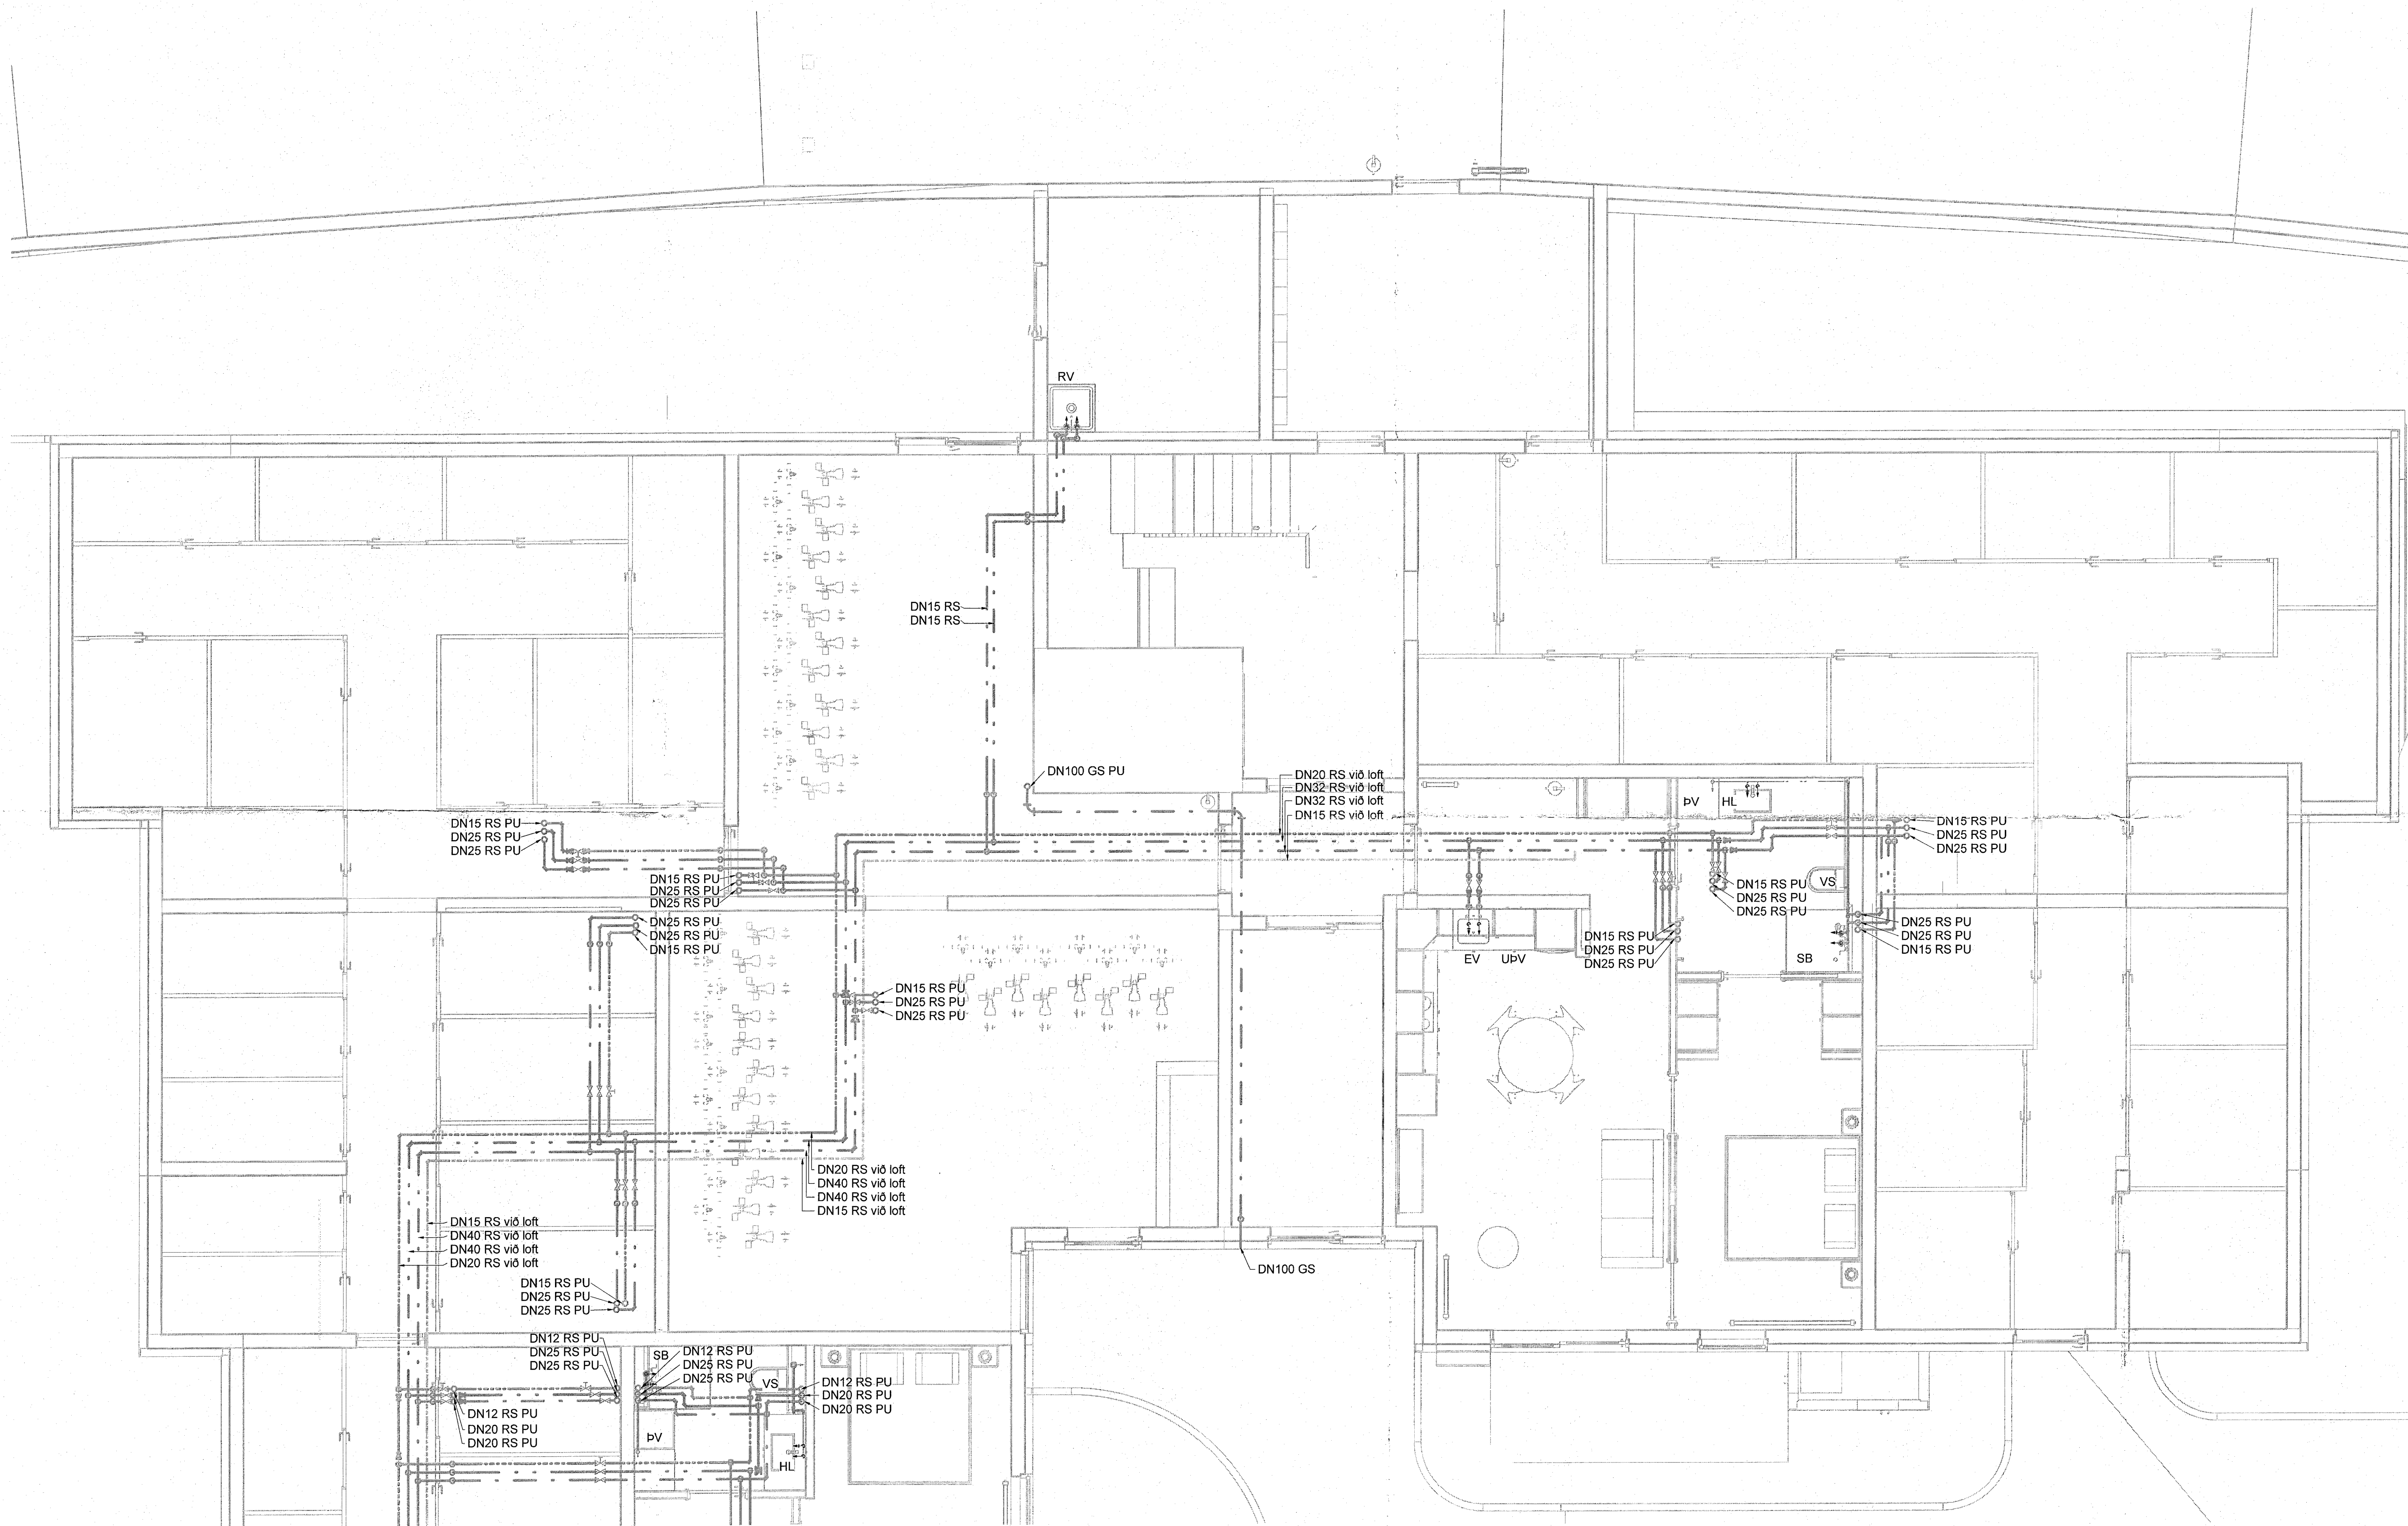 RV
DN15 RS
DN15 RS
DN100 GS PU
DN20 RS við loft
DN32 RS við loft
DN32 RS við loft
DN15 RS við loft
ÞV
HL
DN15 RS PU
DN25 RS PU
DN25 RS PU
DN15 RS PU
DN25 RS PU
DN25 RS PU
DN15 RS PU
DN25 RS PU
DN25 RS PU
VS
DN15 RS PU
DN25 RS PU
DN25 RS PU
DN25 RS PU
DN25 RS PU
DN15 RS PU
DN15 RS PU
DN25 RS PU
DN25 RS PU
DN25 RS PU
DN25 RS PU
DN15 RS PU
EV
UÞV
SB
DN15 RS PU
DN25 RS PU
DN25 RS PU
DN20 RS við loft
DN40 RS við loft
DN40 RS við loft
DN15 RS við loft
DN15 RS við loft
DN40 RS við loft
DN40 RS við loft
DN20 RS við loft
DN100 GS
DN15 RS PU
DN25 RS PU
DN25 RS PU
DN12 RS PU
DN25 RS PU
DN25 RS PU
SB
DN12 RS PU
DN25 RS PU
DN25 RS PU
VS
DN12 RS PU
DN20 RS PU
DN20 RS PU
DN12 RS PU
DN20 RS PU
DN20 RS PU
ÞV
HL